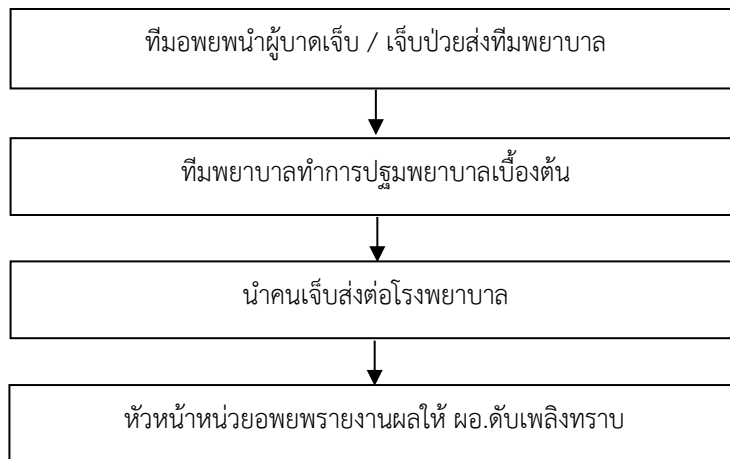 ทีมอพยพนำผู้บาดเจ็บ / เจ็บป่วยส่งทีมพยาบาล
ทีมพยาบาลทำการปฐมพยาบาลเบื้องต้น
นำคนเจ็บส่งต่อโรงพยาบาล
หัวหน้าหน่วยอพยพรายงานผลให้ ผอ.ดับเพลิงทราบ